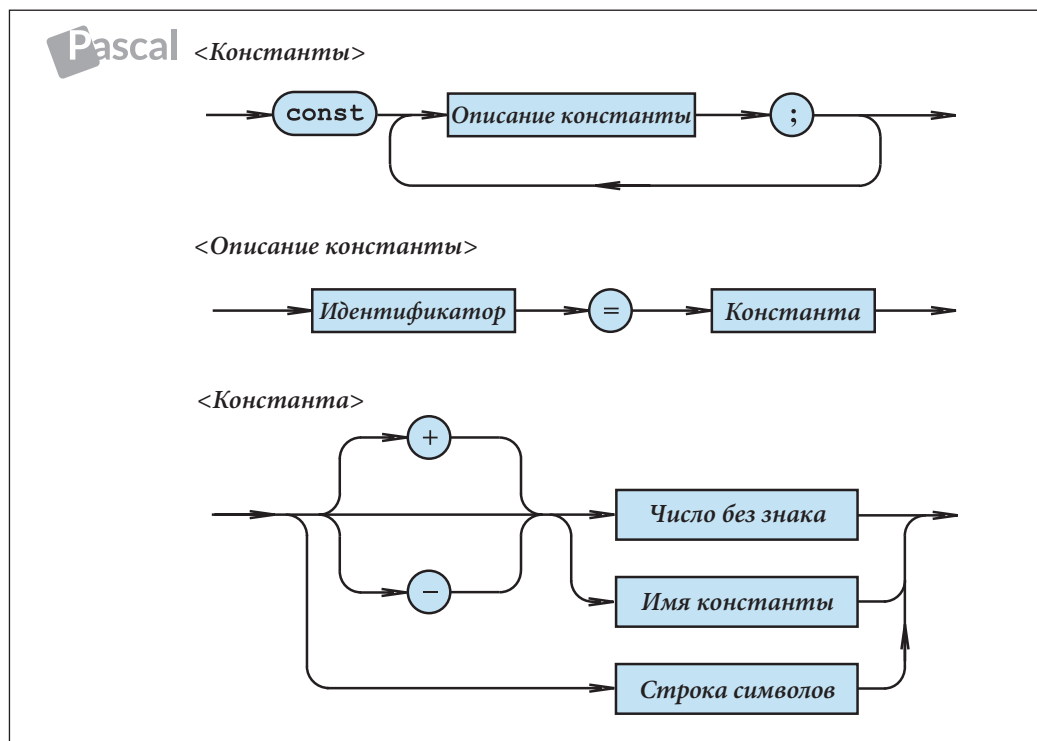 Pascal
<Константы>
const
Описание константы
;
<Описание константы>
Идентификатор
=
Константа
<Константа>
+
Число без знака
−
Имя константы
Строка символов